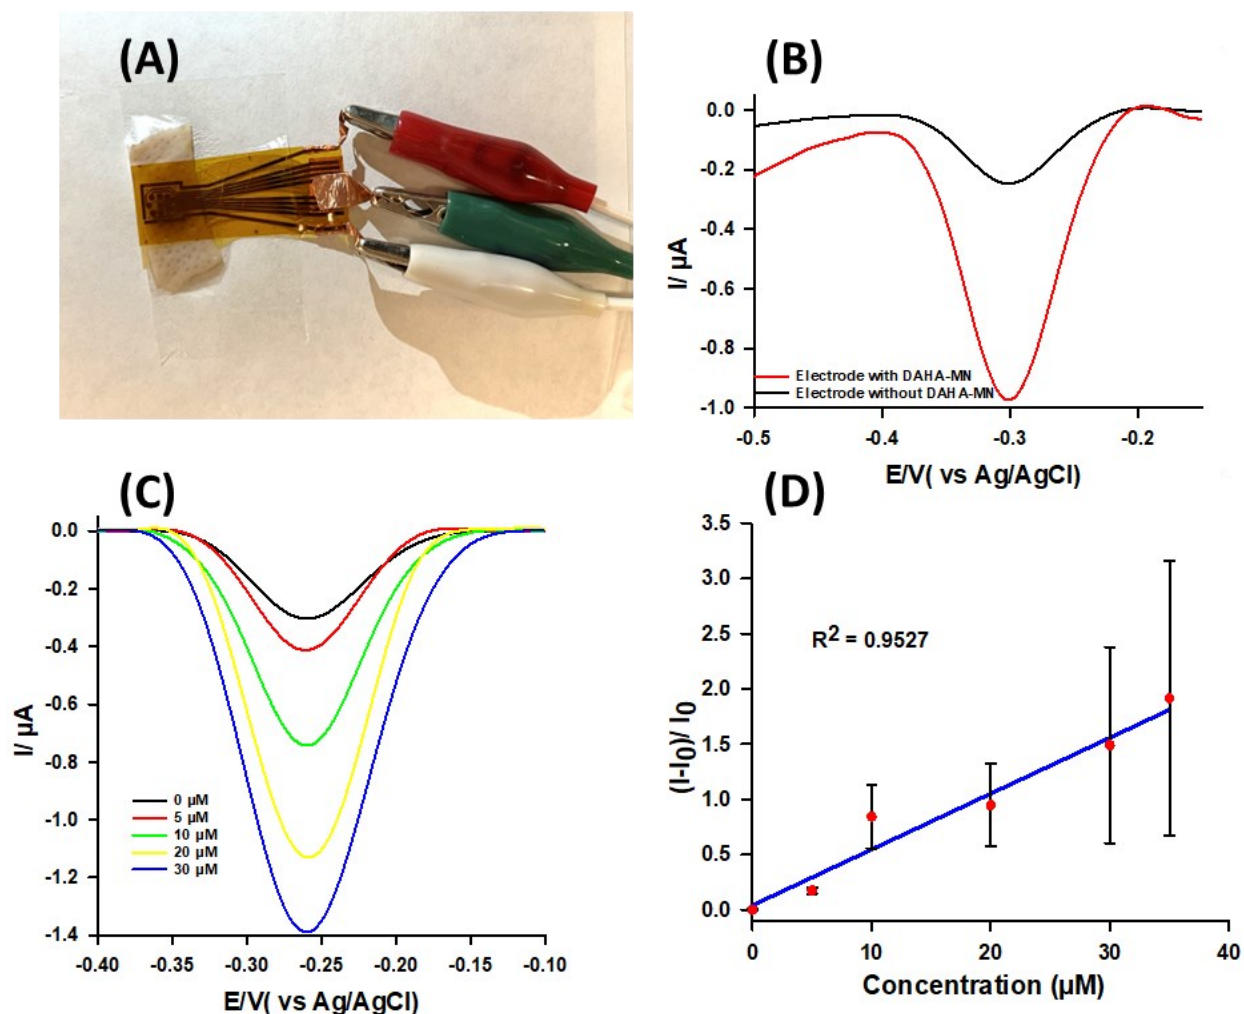 (A)
(B)
0.0
-0.2
-0.4
-0.6
-0.8
-1.0
I/ µA
Electrode with DAHA-MN
Electrode without DAHA-MN
-0.5 -0.4 -0.3 -0.2
E/V( vs Ag/AgCl)
(C)
0.0
-0.2
-0.4
-0.6
-0.8
-1.0
-1.2
-1.4
I/ µA
0 µM
5 µM
10 µM
20 µM
30 µM
-0.40 -0.35 -0.30 -0.25 -0.20 -0.15 -0.10
E/V( vs Ag/AgCl)
(D)
3.5
3.0
2.5
2.0
1.5
1.0
0.5
0.0
(I-I0)/ I0
R2 = 0.9527
0 10 20 30 40
Concentration (µM)